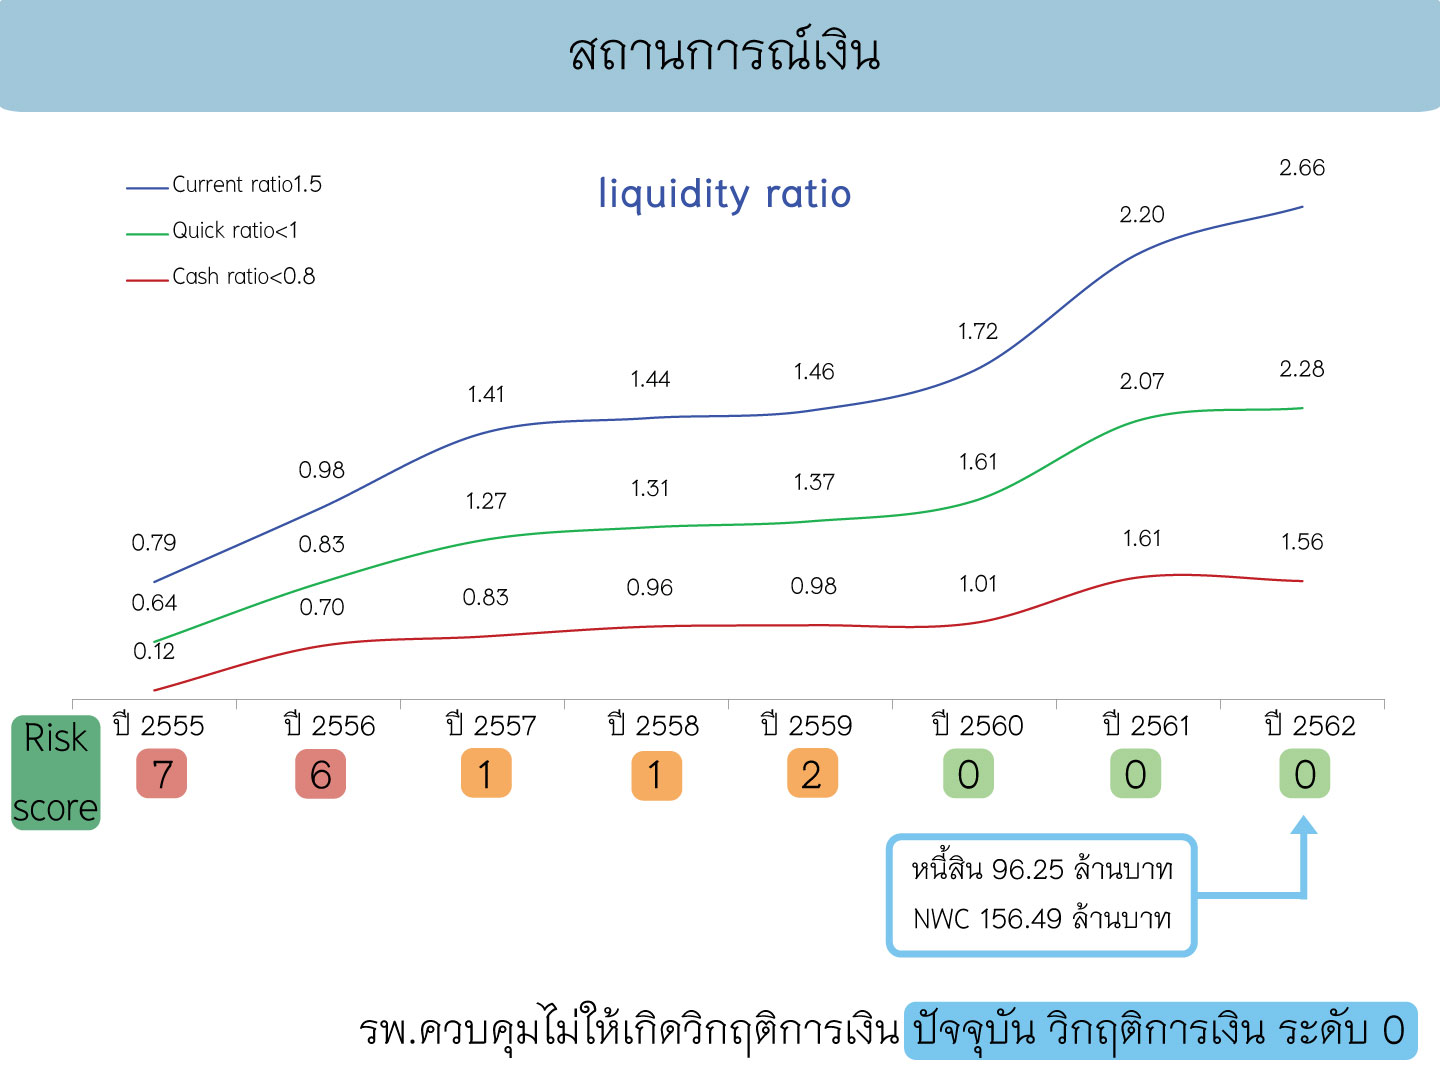 สถานการณ์เงิน
liquidity ratio
Current ratio1.5
Quick ratio<1
Cash ratio<0.8
0.79 0.98 1.41 1.44 1.46 1.72 2.20 2.66
0.64 0.83 1.27 1.31 1.37 1.61 2.07 2.28
0.12 0.70 0.83 0.96 0.98 1.01 1.61 1.56
ปี 2555 ปี 2556 ปี 2557 ปี 2558 ปี 2559 ปี 2560 ปี 2561 ปี 2562
Risk
score
7 6 1 1 2 0 0 0
หนี้สิน 96.25 ล้านบาท
NWC 156.49 ล้านบาท
รพ.ควบคุมไม่ให้เกิดวิกฤติการเงิน ปัจจุบัน วิกฤติการเงิน ระดับ 0